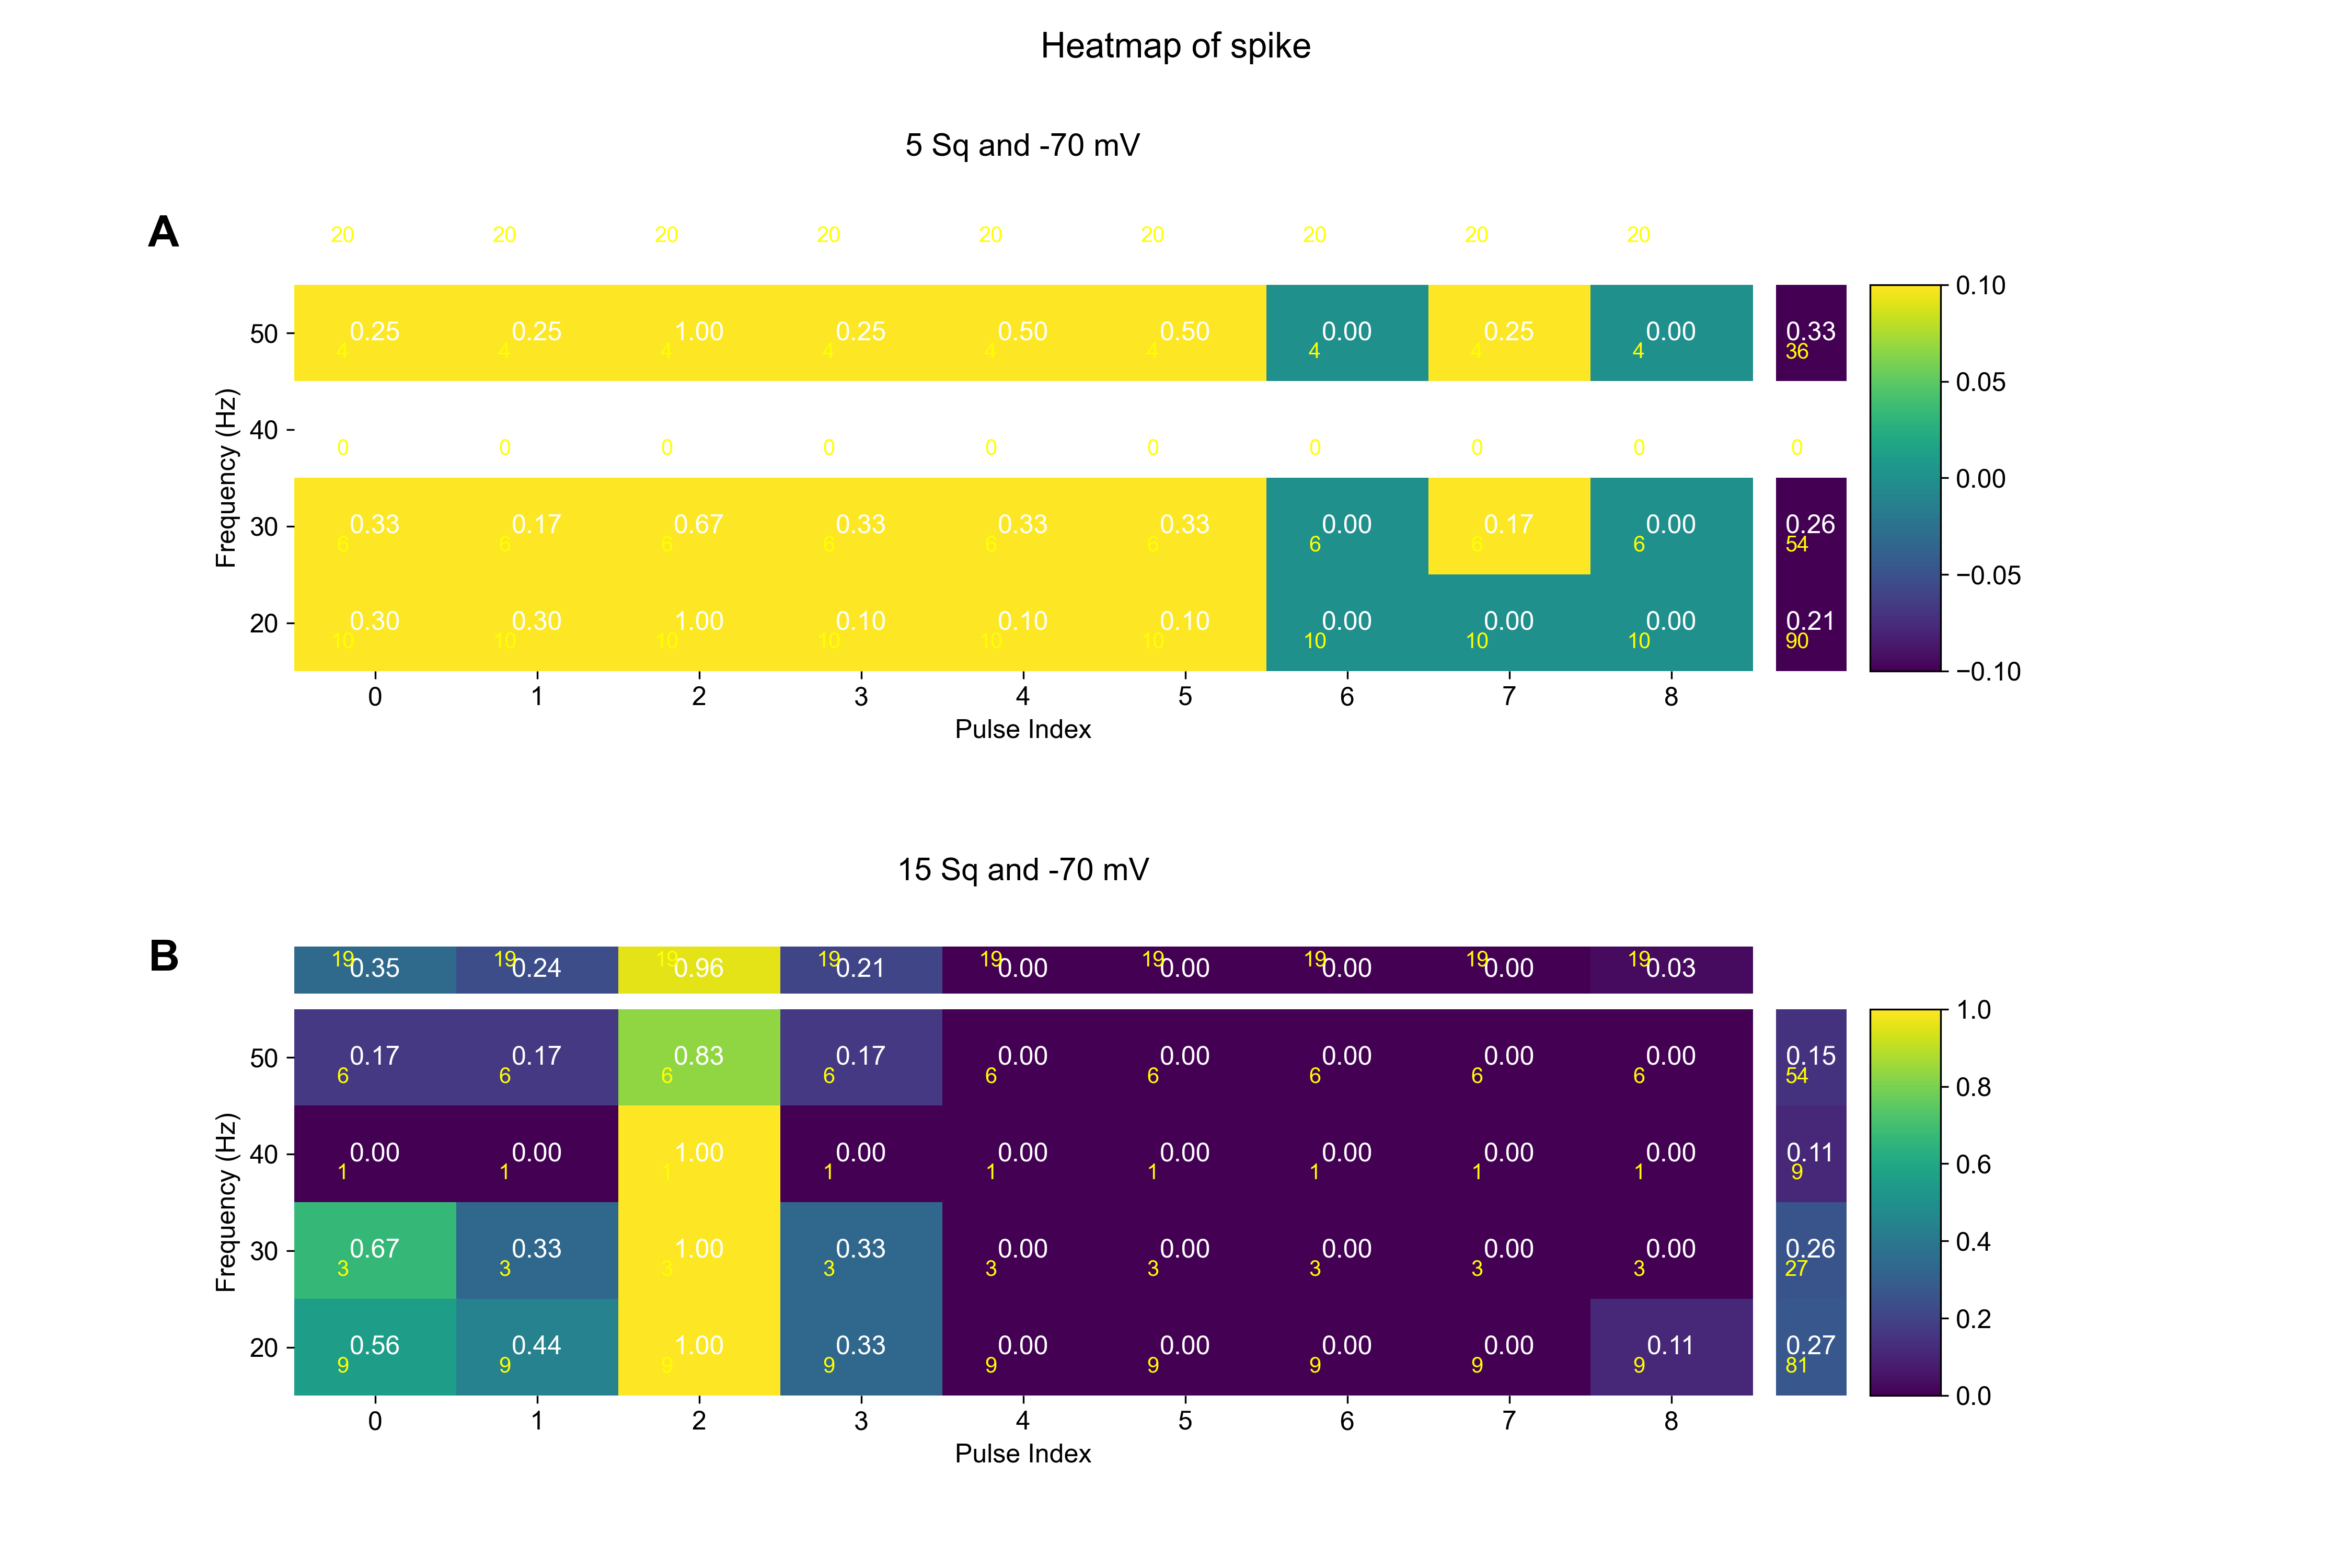 Heatmap of spike
5 Sq and -70 mV
A
20 20 20 20 20 20 20 20 20
50 0.25 0.25 1.00 0.25 0.50 0.50 0.00 0.25 0.00 0.33
4 4 4 4 4 4 4 4 4 36
40
0 0 0 0 0 0 0 0 0 0
30 0.33 0.17 0.67 0.33 0.33 0.33 0.00 0.17 0.00 0.26
6 6 6 6 6 6 6 6 6 54
20 0.30 0.30 1.00 0.10 0.10 0.10 0.00 0.00 0.00 0.21
10 10 10 10 10 10 10 10 10 90
0 1 2 3 4 5 6 7 8
Pulse Index
Frequency (Hz)
0.10
0.05
0.00
−0.05
−0.10
15 Sq and -70 mV
B
19 19 19 19 19 19 19 19 19
0.35 0.24 0.96 0.21 0.00 0.00 0.00 0.00 0.03
50 0.17 0.17 0.83 0.17 0.00 0.00 0.00 0.00 0.00 0.15
6 6 6 6 6 6 6 6 6 54
40 0.00 0.00 1.00 0.00 0.00 0.00 0.00 0.00 0.00 0.11
1 1 1 1 1 1 1 1 1 9
30 0.67 0.33 1.00 0.33 0.00 0.00 0.00 0.00 0.00 0.26
3 3 3 3 3 3 3 3 3 27
20 0.56 0.44 1.00 0.33 0.00 0.00 0.00 0.00 0.11 0.27
9 9 9 9 9 9 9 9 9 81
0 1 2 3 4 5 6 7 8
Pulse Index
Frequency (Hz)
1.0
0.8
0.6
0.4
0.2
0.0